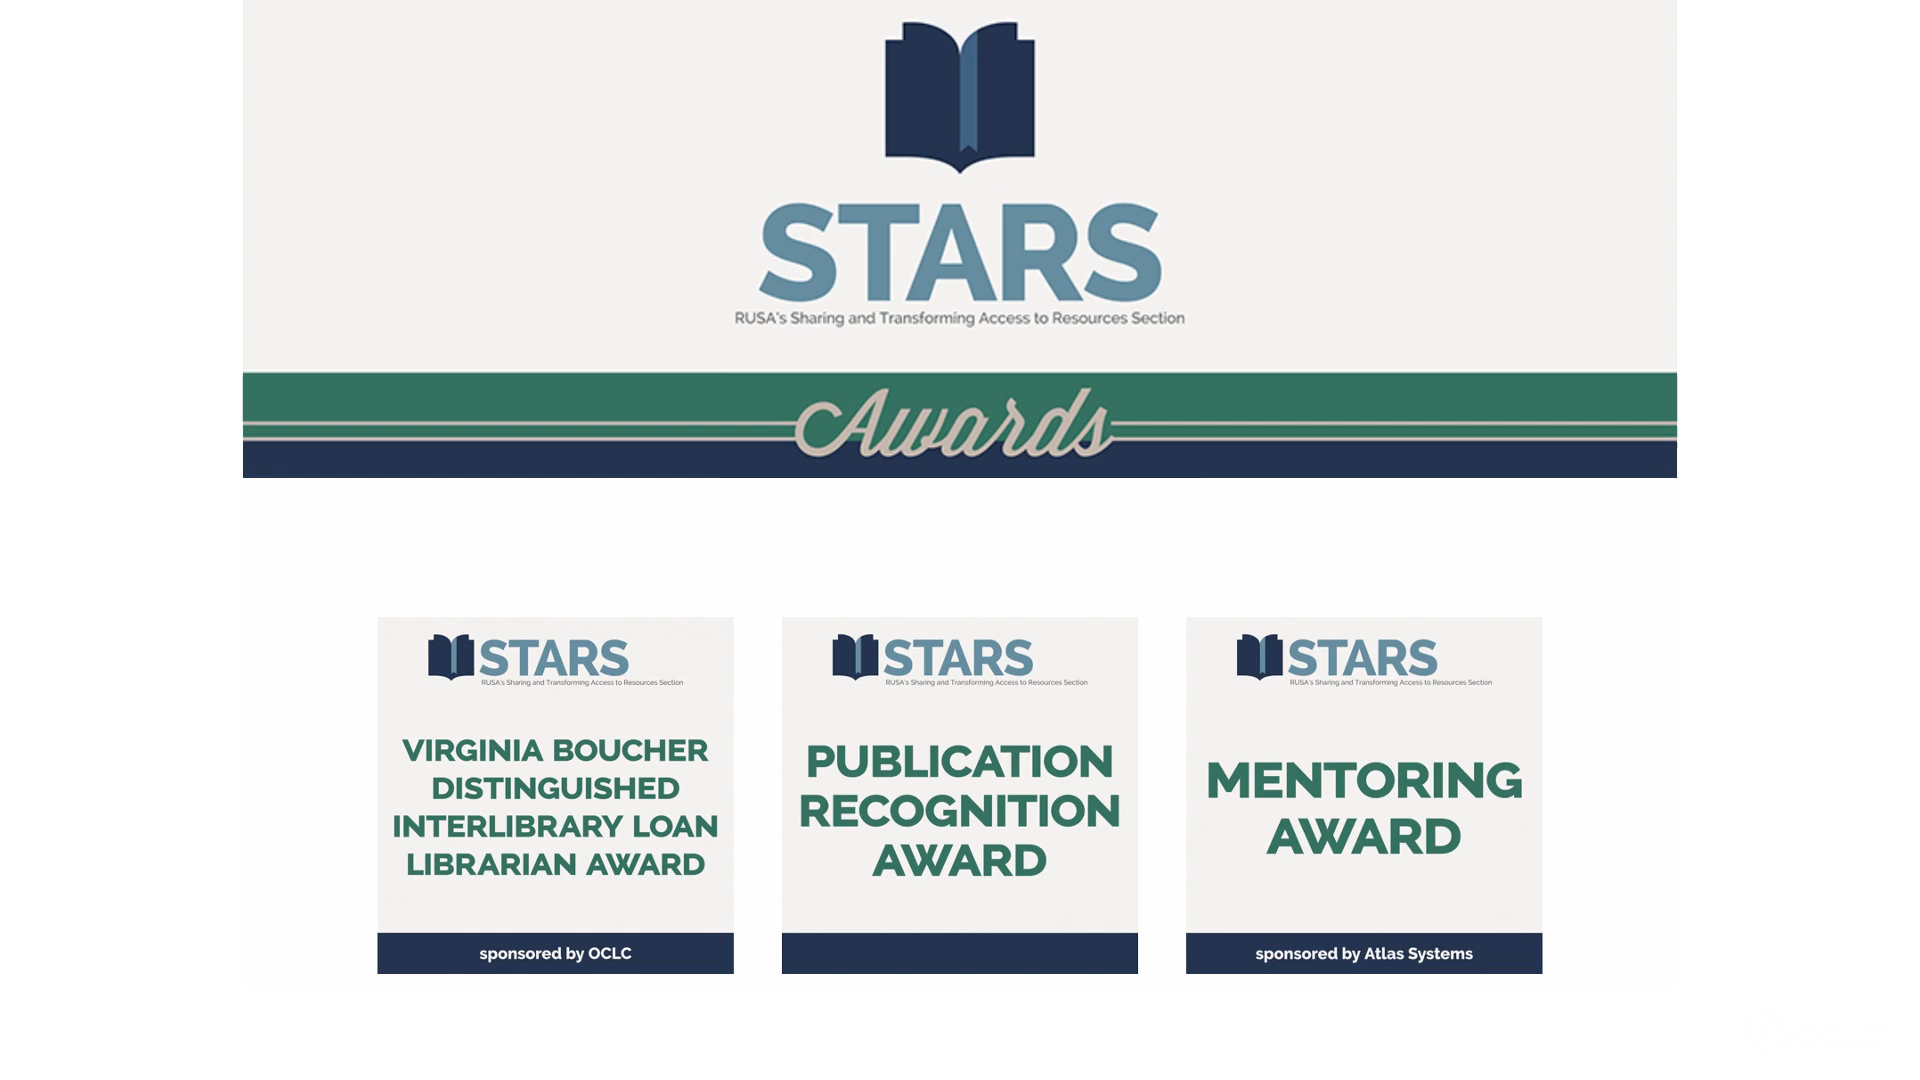 STARS
RUSA's Sharing and Transforming Access to Resources Section
Awards
STARS
RUSA's Sharing and Transforming Access to Resources Section
VIRGINIA BOUCHER
DISTINGUISHED
INTERLIBRARY LOAN
LIBRARIAN AWARD
sponsored by OCLC
STARS
RUSA's Sharing and Transforming Access to Resources Section
PUBLICATION
RECOGNITION
AWARD
STARS
RUSA's Sharing and Transforming Access to Resources Section
MENTORING
AWARD
sponsored by Atlas Systems